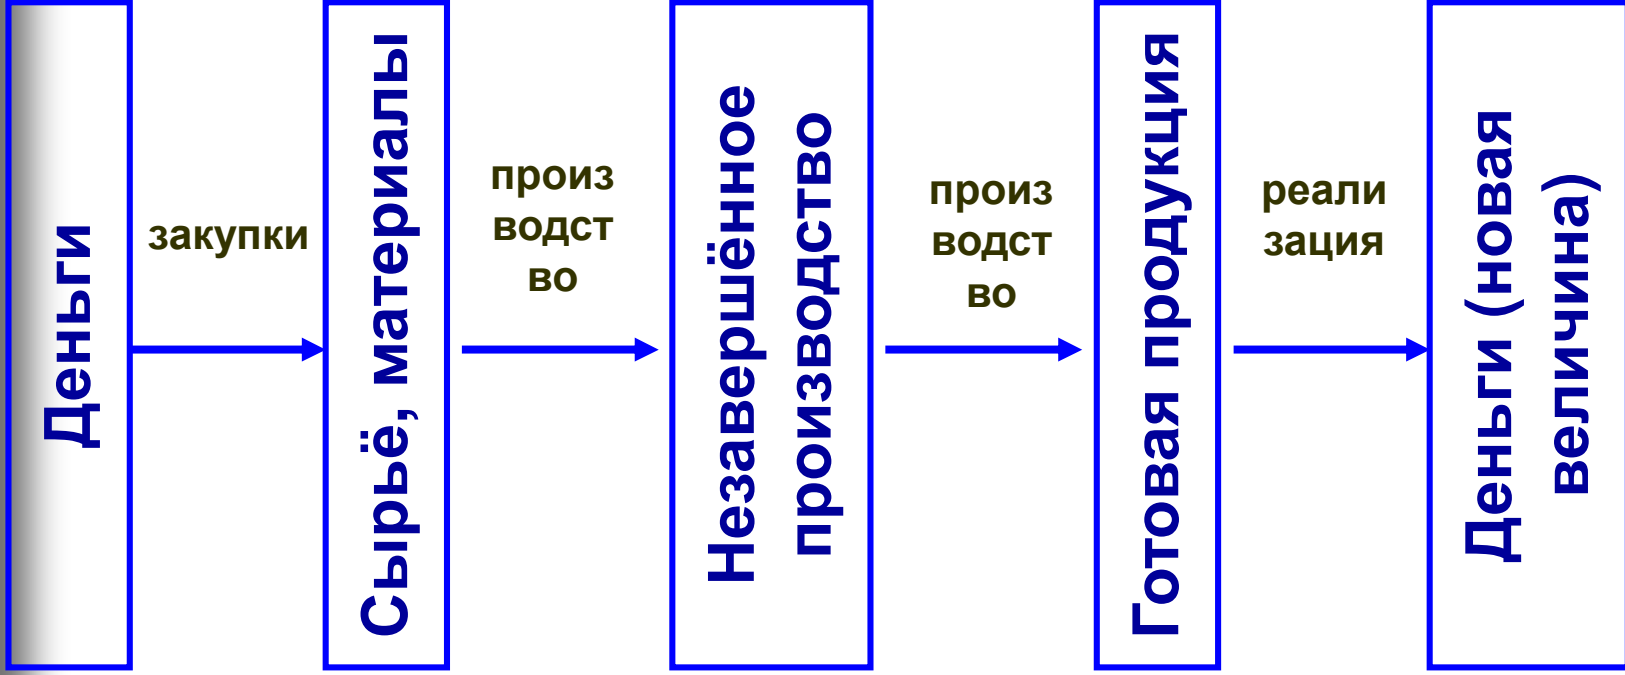 Деньги
закупки
Сырьё, материалы
произ
водст
во
Незавершённое
производство
произ
водст
во
Готовая продукция
реали
зация
Деньги (новая
величина)